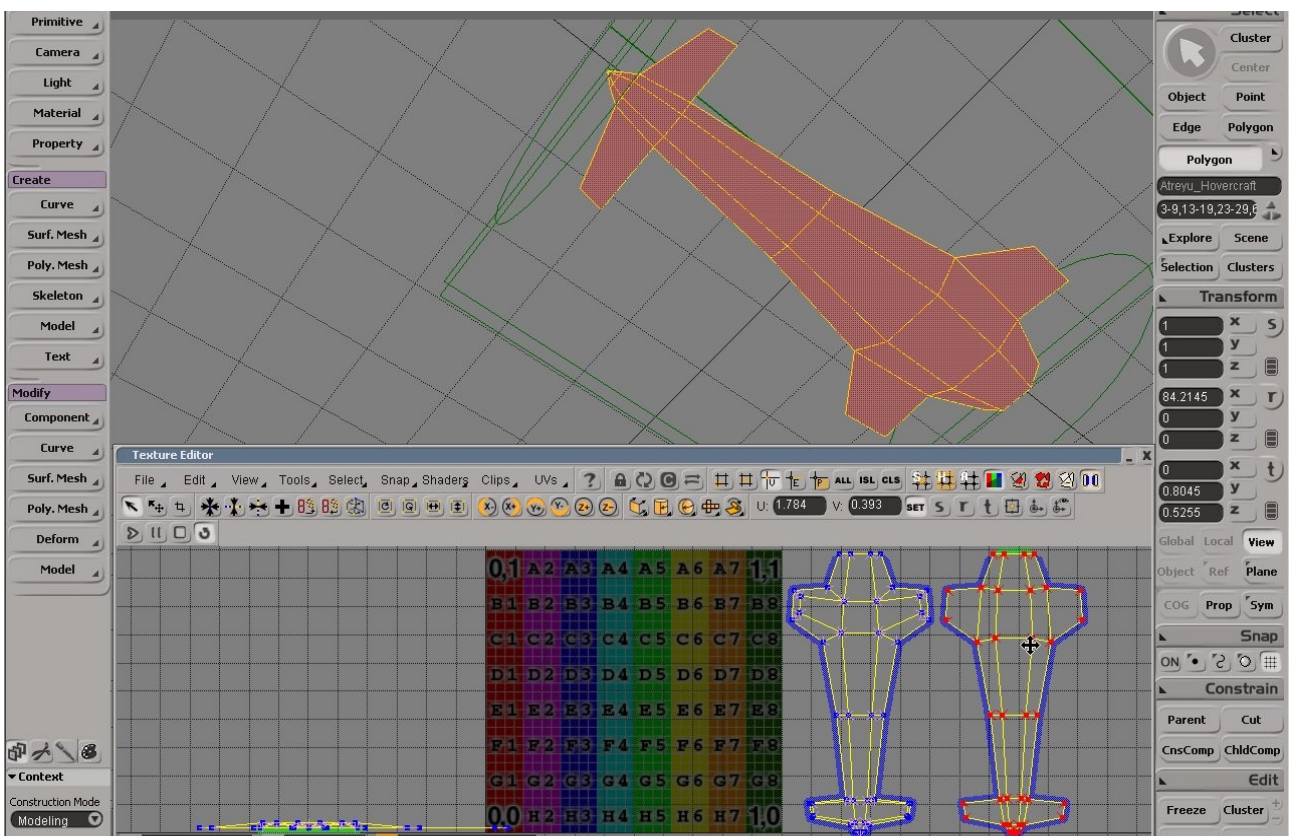 Primitive
Camera
Light
Material
Property
Create
Curve
Surf. Mesh
Poly. Mesh
Skeleton
Model
Text
Modify
Component
Curve
Surf. Mesh
Poly. Mesh
Deform
Model
Context
Construction Mode
Modeling
Texture Editor
File Edit View Tools Select Snap Shaders Clips UVs ? ALL ISL CLS
U: 1.784 V: 0.393 SET S r t
0,1 A2 A3 A4 A5 A6 A7 1,1
B1 B2 B3 B4 B5 B6 B7 B8
C1 C2 C3 C4 C5 C6 C7 C8
D1 D2 D3 D4 D5 D6 D7 D8
E1 E2 E3 E4 E5 E6 E7 E8
F1 F2 F3 F4 F5 F6 F7 F8
G1 G2 G3 G4 G5 G6 G7 G8
0,0 H2 H3 H4 H5 H6 H7 1,0
Select
Cluster
Center
Object Point
Edge Polygon
Polygon
Atreyu_Hovercraft
3-9,13-19,23-29,6
Explore Scene
Selection Clusters
Transform
1 x s
1 y
1 z
84.2145 x r
0 y
0 z
0 x t
0.8045 y
0.5255 z
Global Local View
Object Ref Plane
COG Prop Sym
Snap
ON
Constrain
Parent Cut
CnsComp ChldComp
Edit
Freeze Cluster